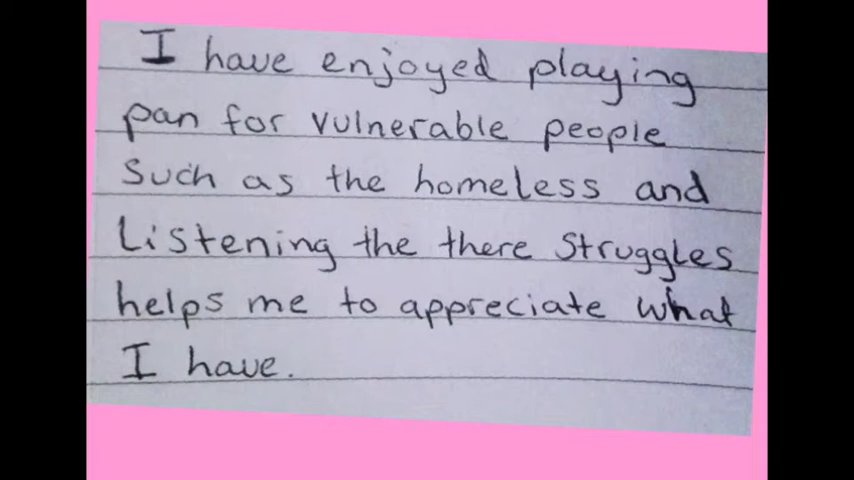 I have enjoyed playing
pan for vulnerable people
Such as the homeless and
Listening the there Struggles
helps me to appreciate what
I have.